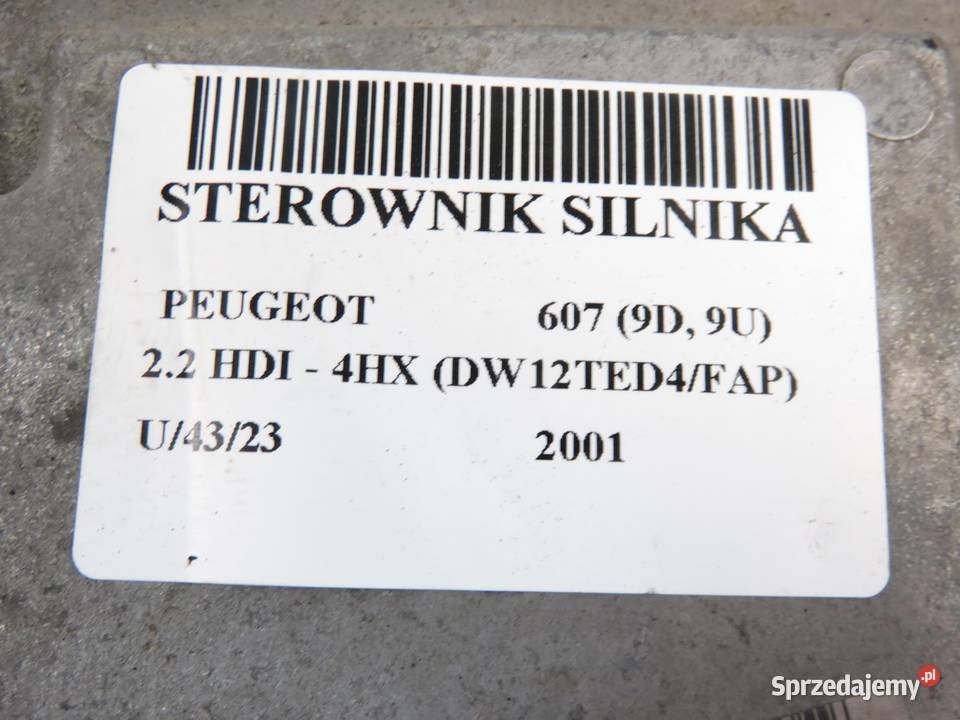 STEROWNIK SILNIKA
PEUGEOT 607 (9D, 9U)
2.2 HDI - 4HX (DW12TED4/FAP)
U/43/23 2001
Sprzedajemy.pl